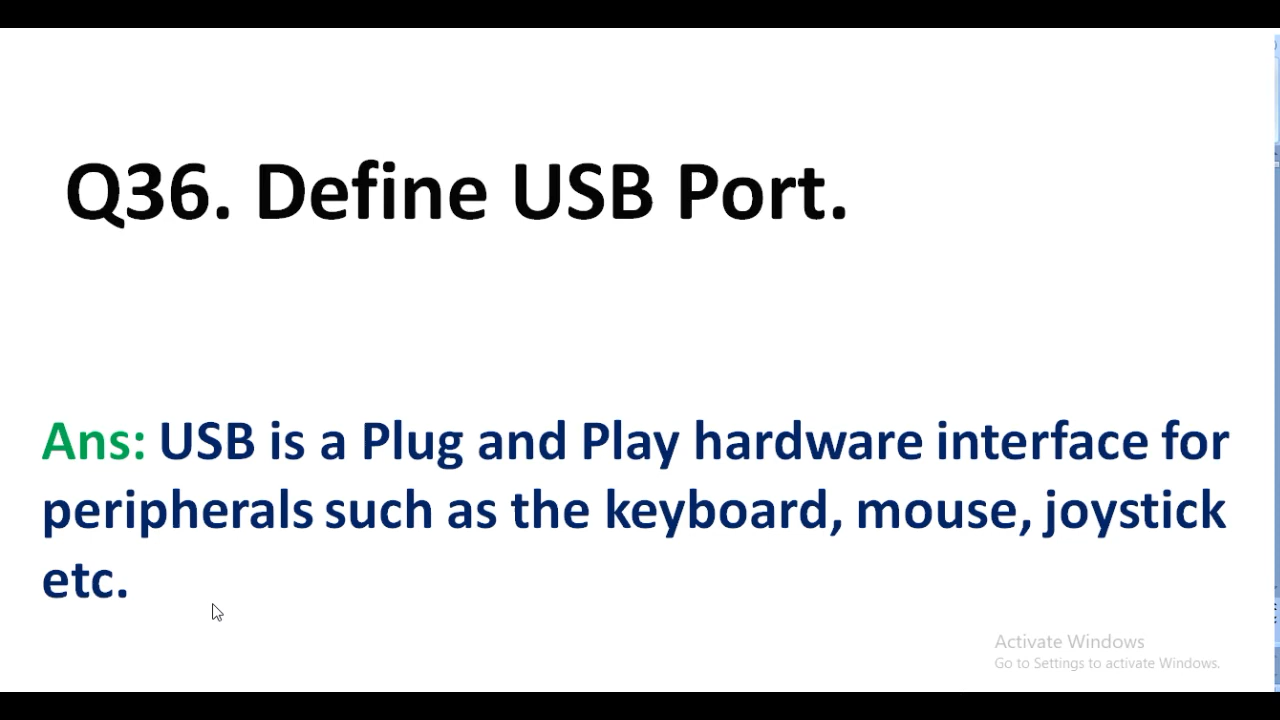 Q36. Define USB Port.
Ans: USB is a Plug and Play hardware interface for
peripherals such as the keyboard, mouse, joystick
etc.
Activate Windows
Go to Settings to activate Windows.